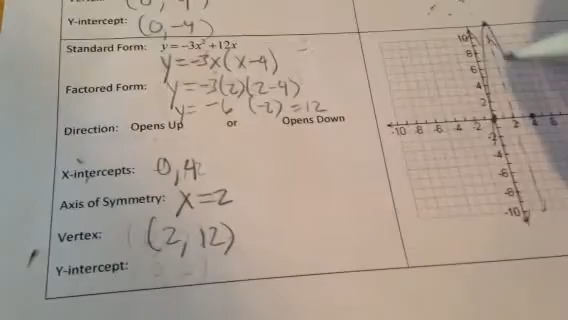 Y-intercept: (0, -4)
Standard Form: y = -3x² + 12x
y = -3x(x-4)
Factored Form: y = -3(2)(2-4)
y = -6 (-2) = 12
Direction: Opens Up or Opens Down
X-intercepts: 0, 4
Axis of Symmetry: x = 2
Vertex: (2, 12)
Y-intercept:
10
8
6
4
2
-10 -8 -6 -4 -2 2 4 6
-2
-4
-6
-8
-10